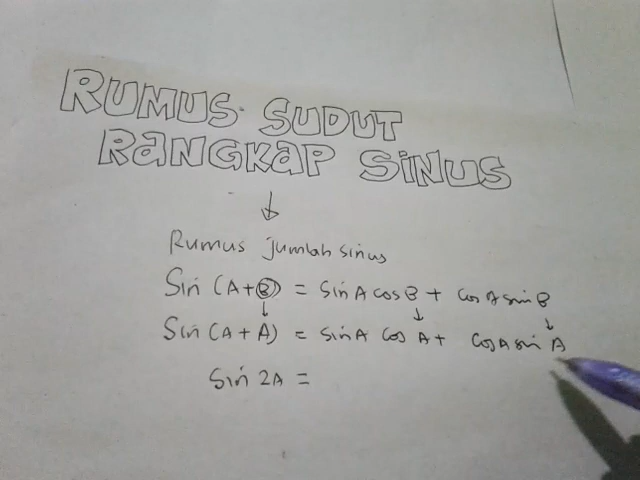 RUMUS SUDUT
RANGKAP SINUS
↓
Rumus jumlah sinus
Sin (A+B) = sin A cos B + cos A sin B
Sin (A+A) = sin A cos A + cos A sin A
Sin 2A =